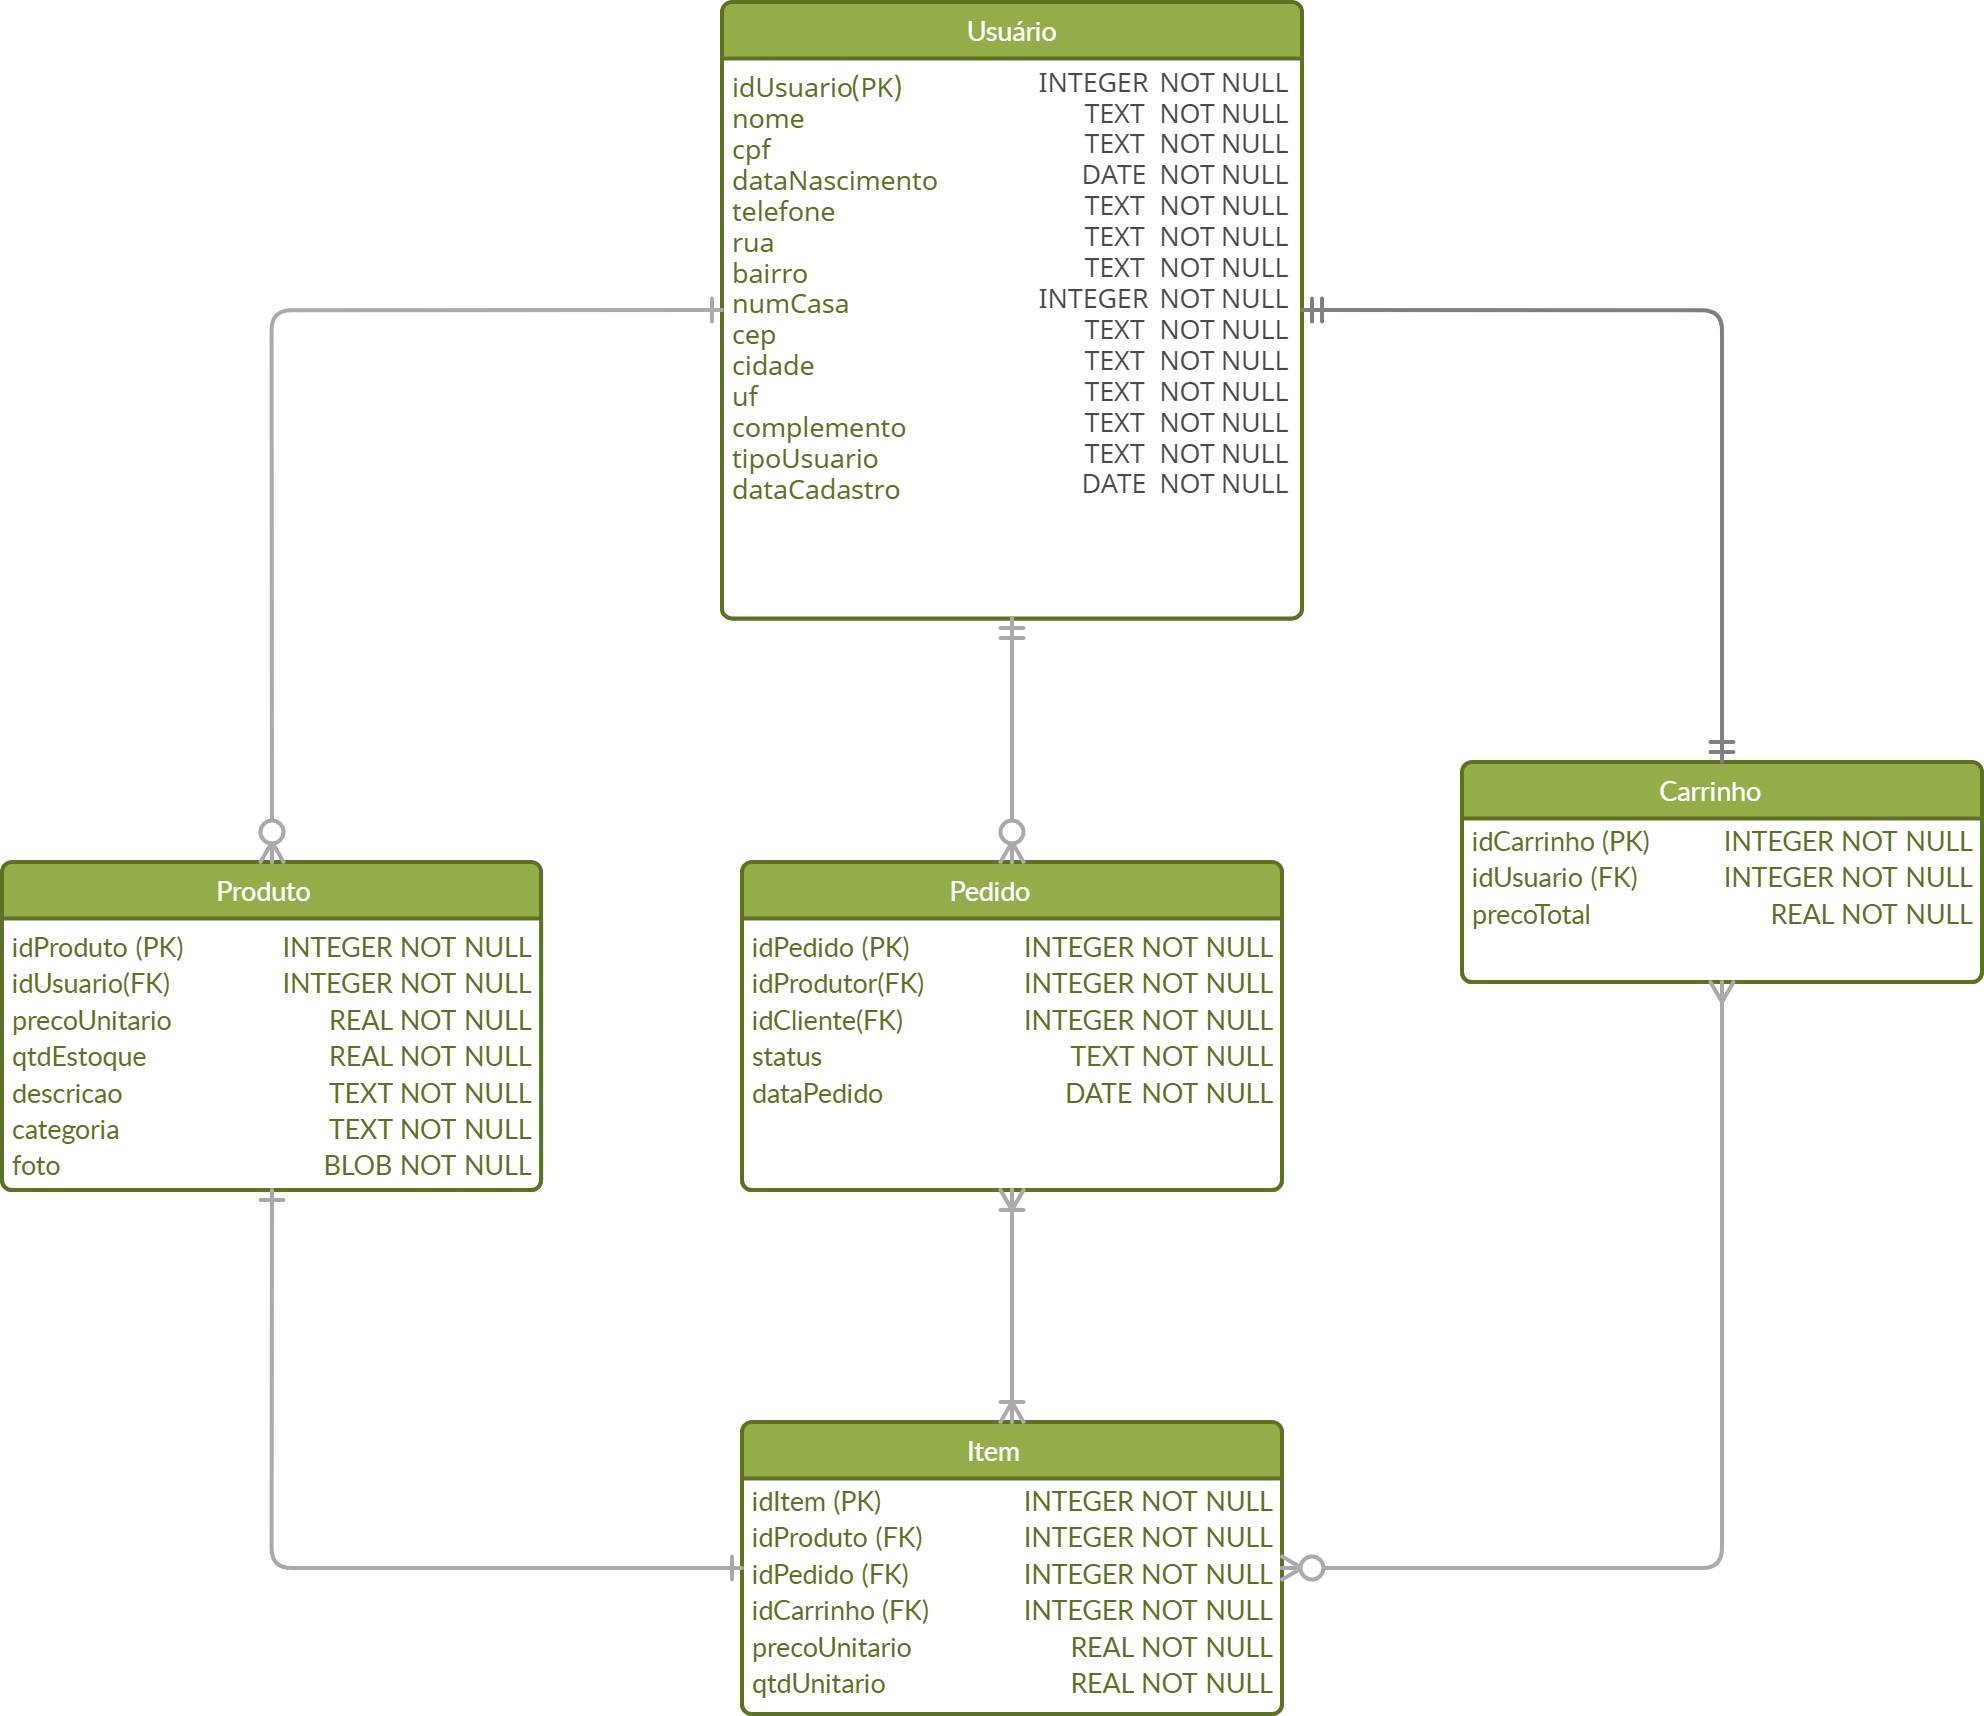 Usuário
idUsuario(PK) INTEGER NOT NULL
nome TEXT NOT NULL
cpf TEXT NOT NULL
dataNascimento DATE NOT NULL
telefone TEXT NOT NULL
rua TEXT NOT NULL
bairro TEXT NOT NULL
numCasa INTEGER NOT NULL
cep TEXT NOT NULL
cidade TEXT NOT NULL
uf TEXT NOT NULL
complemento TEXT NOT NULL
tipoUsuario TEXT NOT NULL
dataCadastro DATE NOT NULL
Produto
idProduto (PK) INTEGER NOT NULL
idUsuario(FK) INTEGER NOT NULL
precoUnitario REAL NOT NULL
qtdEstoque REAL NOT NULL
descricao TEXT NOT NULL
categoria TEXT NOT NULL
foto BLOB NOT NULL
Pedido
idPedido (PK) INTEGER NOT NULL
idProdutor(FK) INTEGER NOT NULL
idCliente(FK) INTEGER NOT NULL
status TEXT NOT NULL
dataPedido DATE NOT NULL
Carrinho
idCarrinho (PK) INTEGER NOT NULL
idUsuario (FK) INTEGER NOT NULL
precoTotal REAL NOT NULL
Item
idItem (PK) INTEGER NOT NULL
idProduto (FK) INTEGER NOT NULL
idPedido (FK) INTEGER NOT NULL
idCarrinho (FK) INTEGER NOT NULL
precoUnitario REAL NOT NULL
qtdUnitario REAL NOT NULL